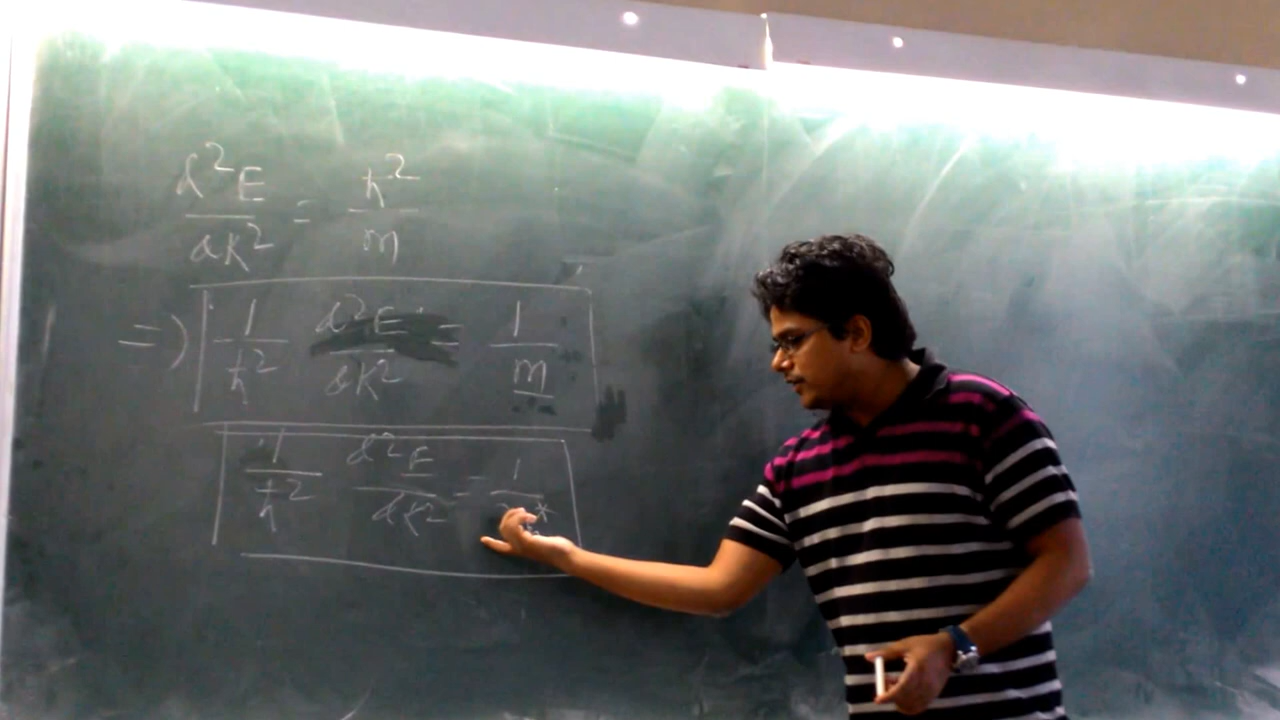 d²E/dk² = ħ²/m
=> 1/ħ² d²E/dk² = 1/m
1/ħ² d²E/dk² = 1/*